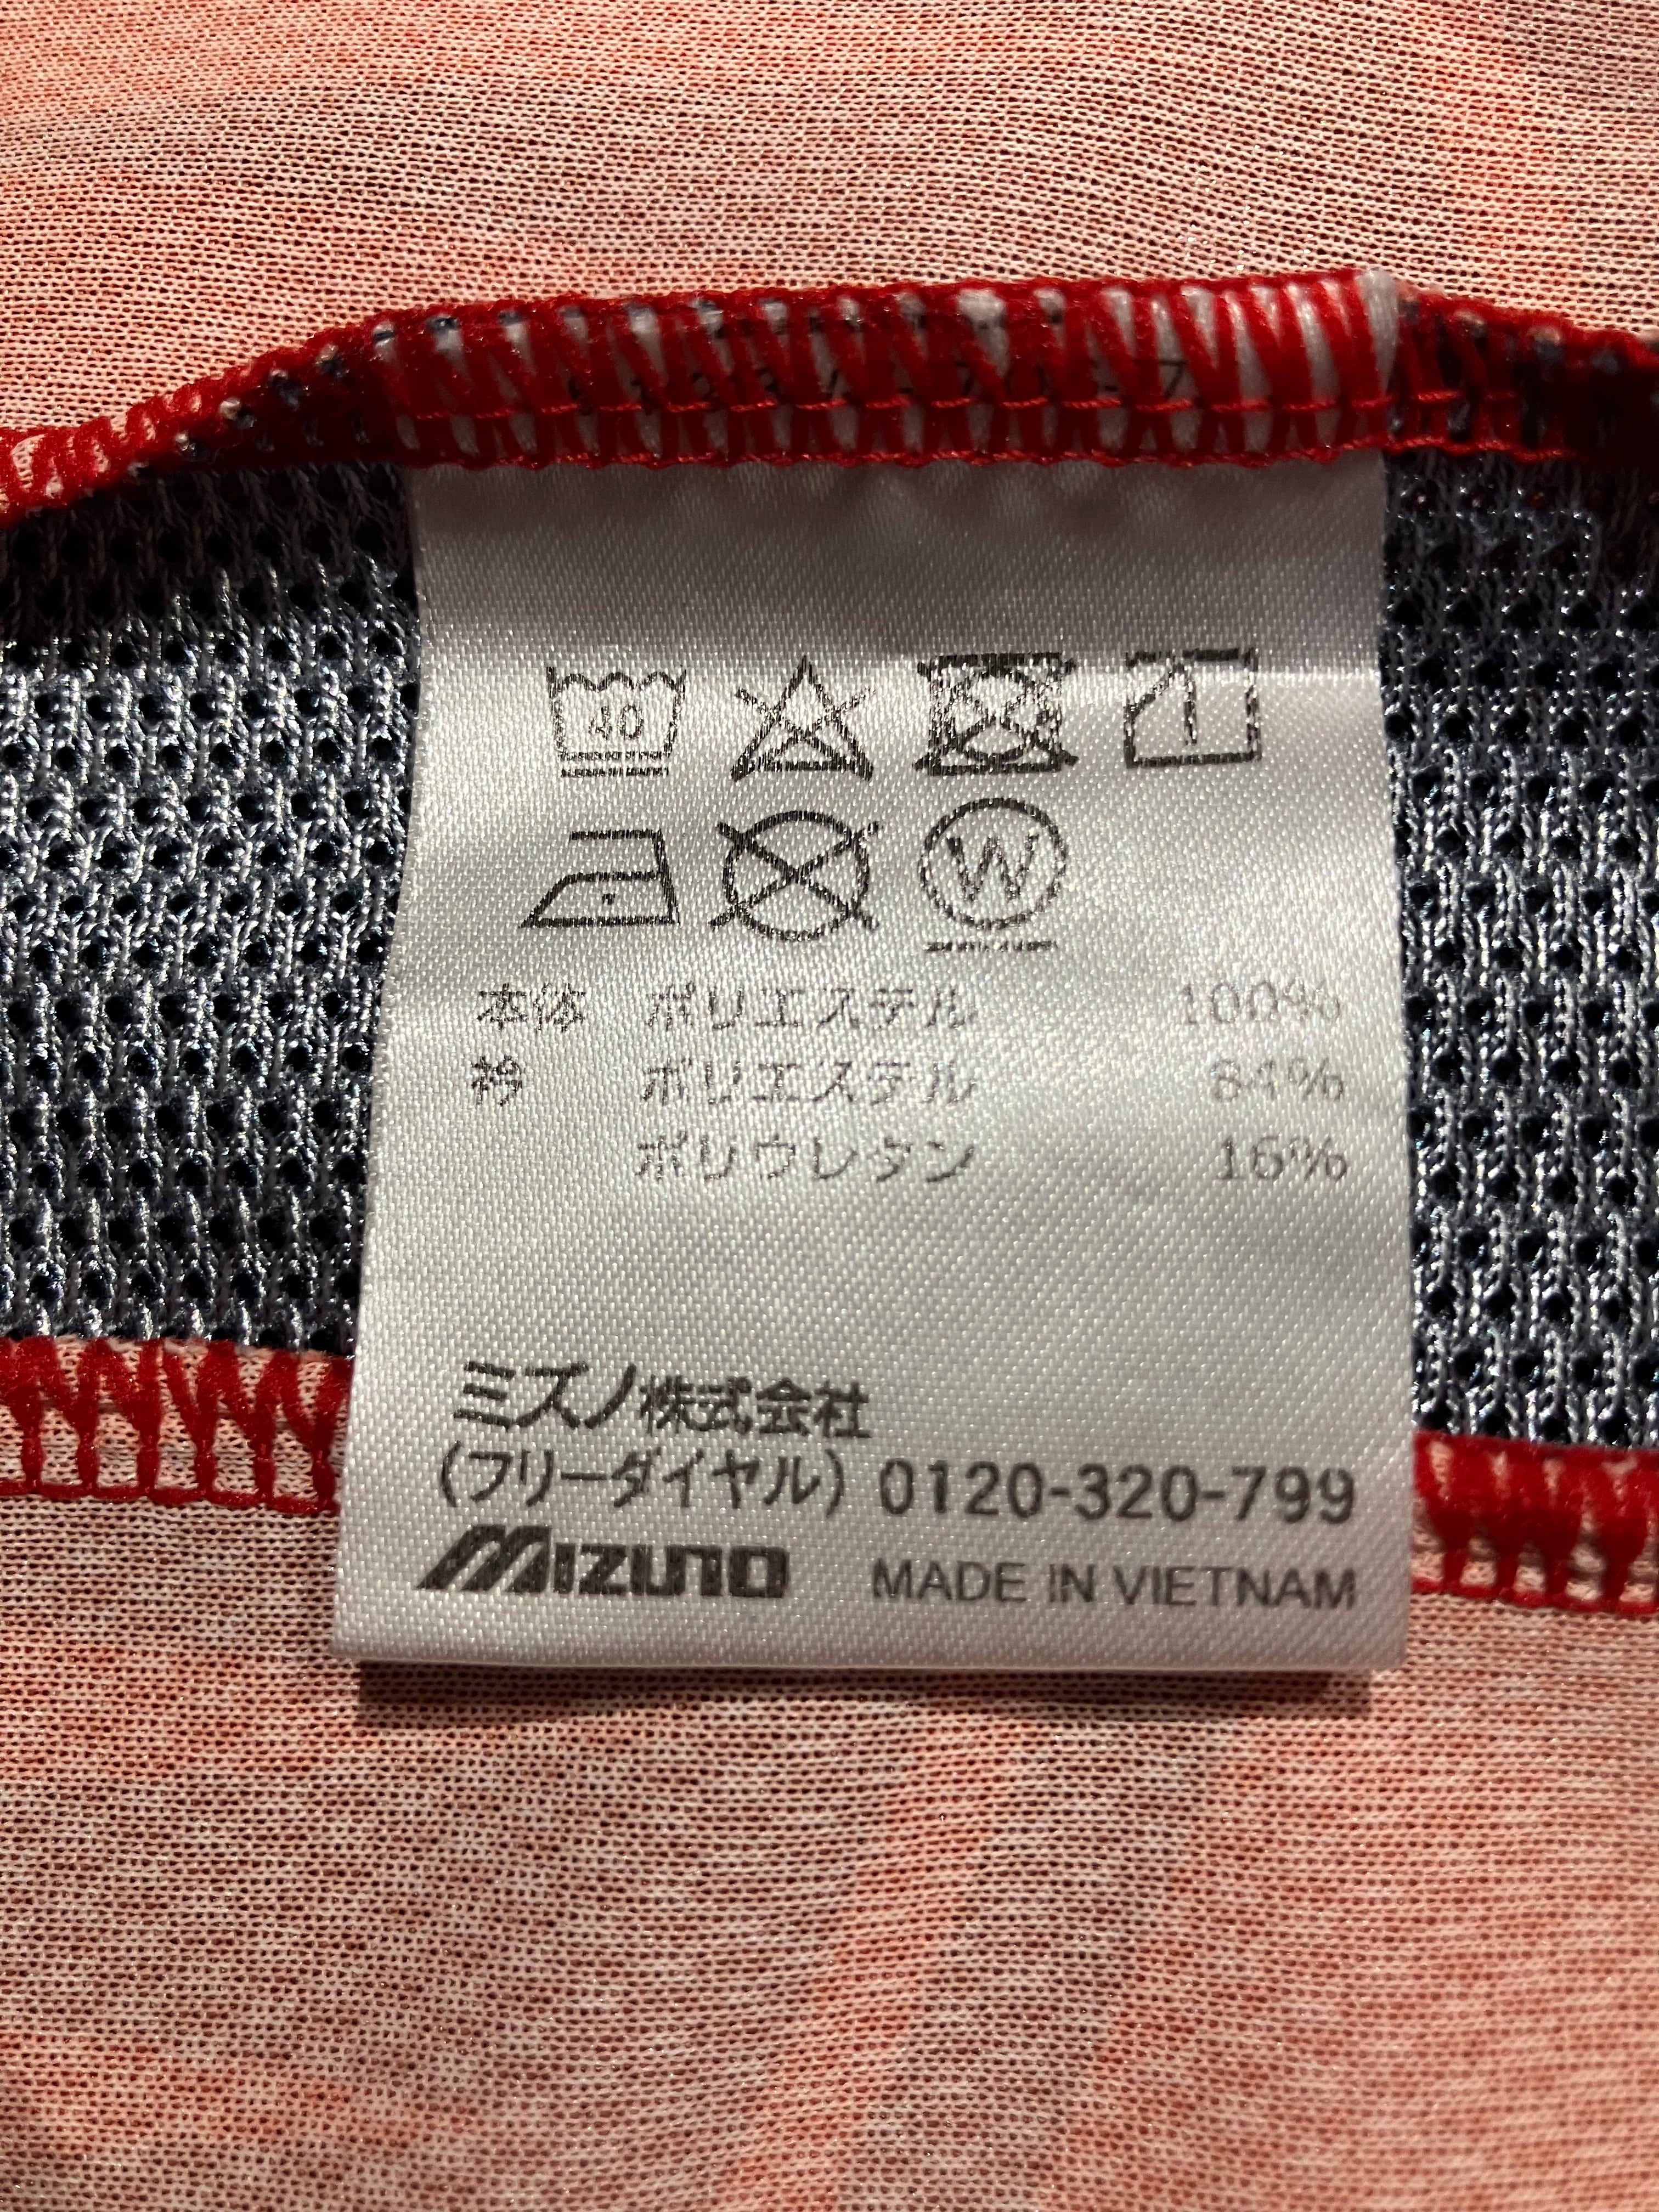 40
W
本体 ポリエステル 100%
衿 ポリエステル 84%
ポリウレタン 16%
ミズノ株式会社
(フリーダイヤル) 0120-320-799
MIZUNO MADE IN VIETNAM